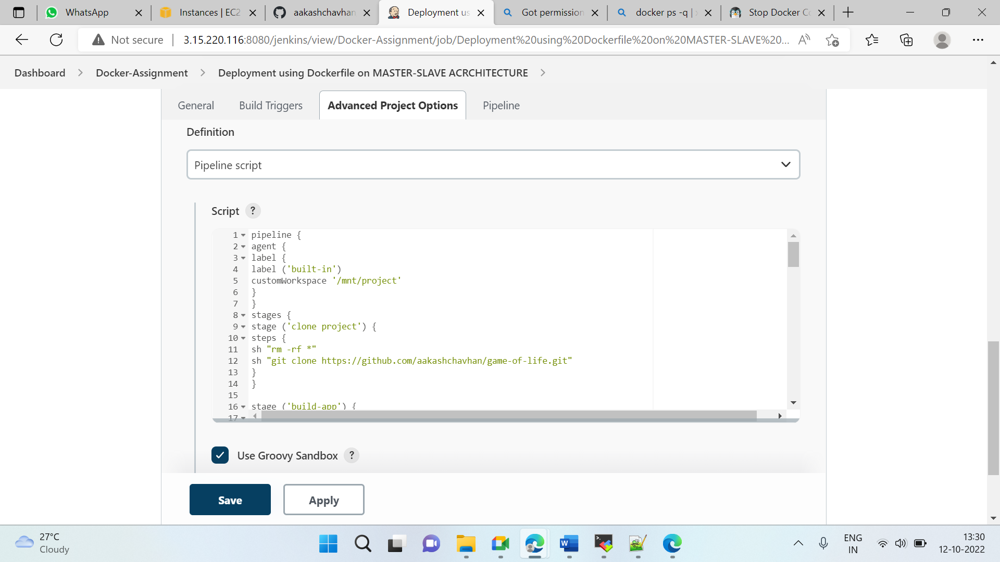 WhatsApp
Instances | EC2
aakashchavhan
Deployment us
Got permission
docker ps -q |
Stop Docker Co
Not secure
3.15.220.116:8080/jenkins/view/Docker-Assignment/job/Deployment%20using%20Dockerfile%20on%20MASTER-SLAVE%20...
Dashboard > Docker-Assignment > Deployment using Dockerfile on MASTER-SLAVE ACRCHITECTURE >
General
Build Triggers
Advanced Project Options
Pipeline
Definition
Pipeline script
Script ?
1 pipeline {
2 agent {
3 label {
4 label ('built-in')
5 customWorkspace '/mnt/project'
6 }
7 }
8 stages {
9 stage ('clone project') {
10 steps {
11 sh "rm -rf *"
12 sh "git clone https://github.com/aakashchavhan/game-of-life.git"
13 }
14 }
15
16 stage ('build-app') {
17
Use Groovy Sandbox ?
Save
Apply
27°C
Cloudy
ENG
IN
13:30
12-10-2022